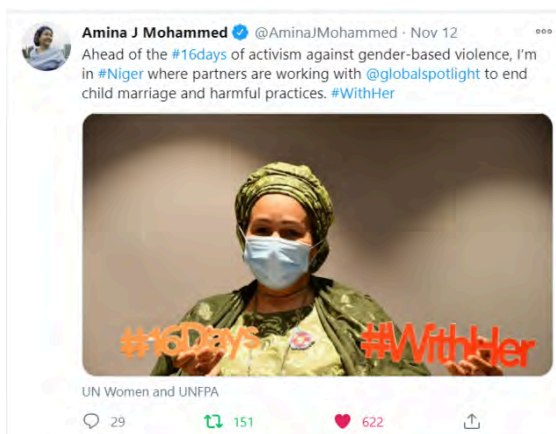 Amina J Mohammed @AminaJMohammed · Nov 12
Ahead of the #16days of activism against gender-based violence, I'm
in #Niger where partners are working with @globalspotlight to end
child marriage and harmful practices. #WithHer
#16Days #WithHer
UN Women and UNFPA
29 151 622